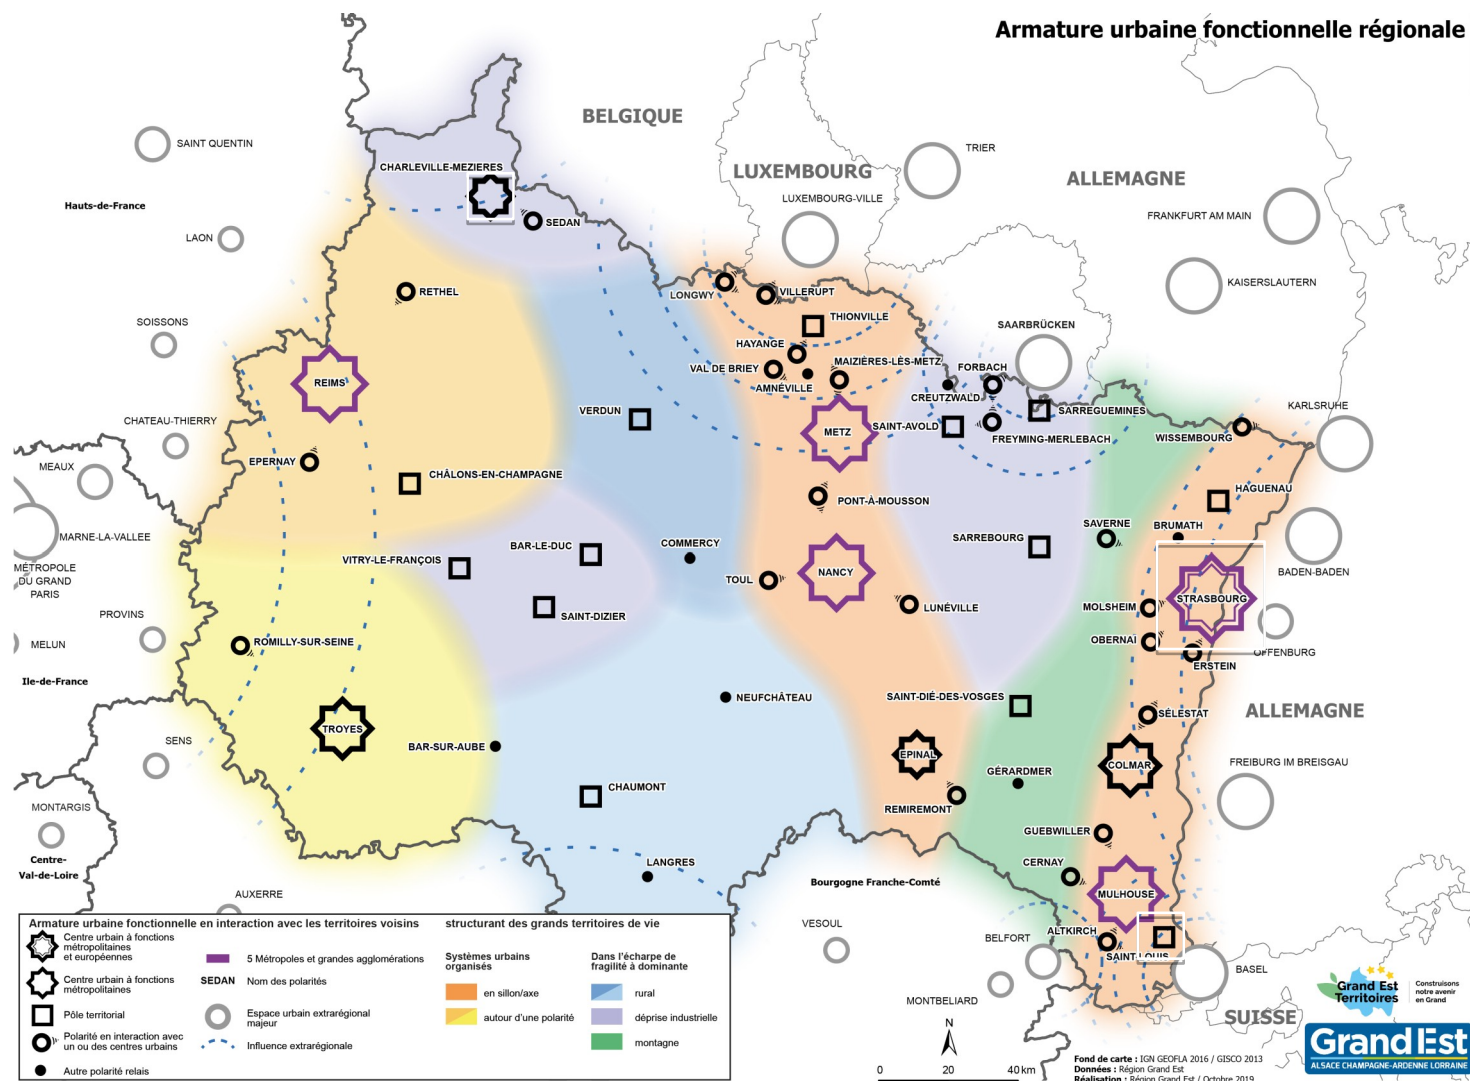 Armature urbaine fonctionnelle régionale
BELGIQUE
SAINT QUENTIN
TRIER
CHARLEVILLE-MEZIERES
LUXEMBOURG
ALLEMAGNE
LUXEMBOURG-VILLE
Hauts-de-France
FRANKFURT AM MAIN
SEDAN
LAON
KAISERSLAUTERN
RETHEL
LONGWY
VILLERUPT
SOISSONS
THIONVILLE
SAARBRÜCKEN
HAYANGE
MAIZIÈRES-LÈS-METZ
VAL DE BRIEY
FORBACH
REIMS
AMNÉVILLE
CREUTZWALD
KARLSRUHE
VERDUN
SARREGUEMINES
CHATEAU-THIERRY
METZ
SAINT-AVOLD
FREYMING-MERLEBACH
WISSEMBOURG
EPERNAY
MEAUX
CHÂLONS-EN-CHAMPAGNE
HAGUENAU
PONT-À-MOUSSON
SAVERNE
BRUMATH
MARNE-LA-VALLEE
SARREBOURG
BAR-LE-DUC
COMMERCY
VITRY-LE-FRANÇOIS
MÉTROPOLE
DU GRAND
PARIS
NANCY
BADEN-BADEN
TOUL
STRASBOURG
LUNÉVILLE
MOLSHEIM
PROVINS
SAINT-DIZIER
ROMILLY-SUR-SEINE
OBERNAI
MELUN
OFFENBURG
ERSTEIN
Ile-de-France
NEUFCHÂTEAU
SAINT-DIÉ-DES-VOSGES
SÉLESTAT
ALLEMAGNE
TROYES
SENS
BAR-SUR-AUBE
EPINAL
COLMAR
FREIBURG IM BREISGAU
GÉRARDMER
CHAUMONT
MONTARGIS
REMIREMONT
GUEBWILLER
Centre-
Val-de-Loire
LANGRES
CERNAY
Bourgogne Franche-Comté
AUXERRE
MULHOUSE
VESOUL
ALTKIRCH
BELFORT
SAINT-LOUIS
BASEL
MONTBELIARD
SUISSE
Armature urbaine fonctionnelle en interaction avec les territoires voisins
structurant des grands territoires de vie
Centre urbain à fonctions
métropolitaines
et européennes
Centre urbain à fonctions
métropolitaines
Pôle territorial
Polarité en interaction avec
un ou des centres urbains
Autre polarité relais
5 Métropoles et grandes agglomérations
SEDAN
Nom des polarités
Espace urbain extrarégional
majeur
Influence extrarégionale
Systèmes urbains
organisés
en sillon/axe
autour d'une polarité
Dans l'écharpe de
fragilité à dominante
rural
déprise industrielle
montagne
N
0 20 40 km
Grand Est
Territoires
Construisons
notre avenir
en Grand
Grand Est
ALSACE CHAMPAGNE-ARDENNE LORRAINE
Fond de carte : IGN GEOFLA 2016 / GISCO 2013
Données : Région Grand Est
Réalisation : Région Grand Est / Octobre 2019